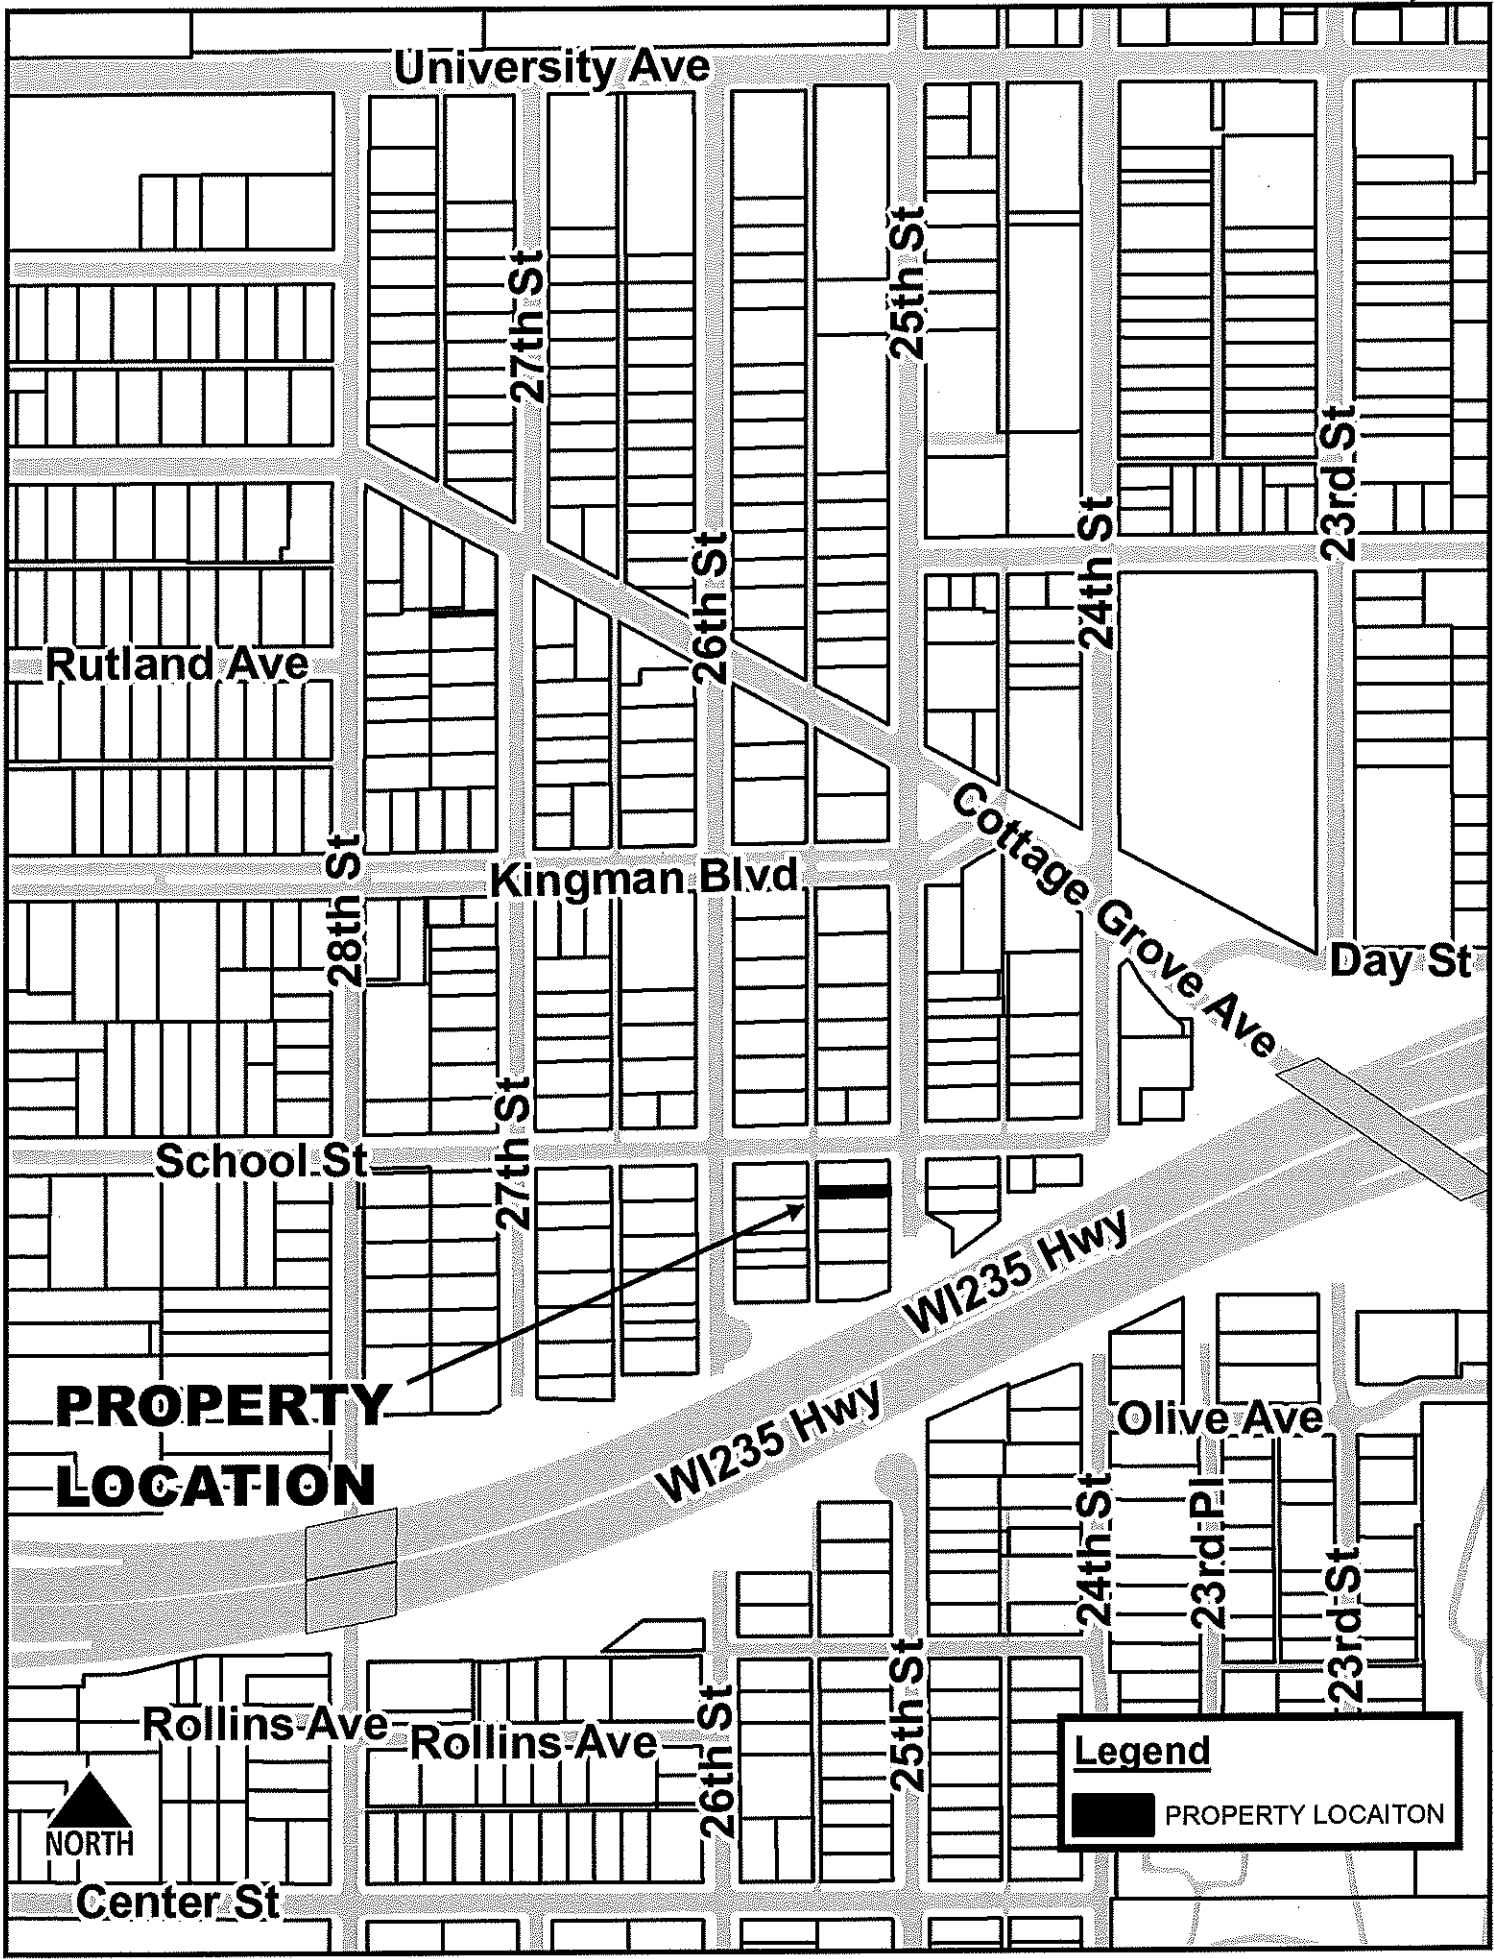 University Ave
25th St
27th St
23rd St
24th St
26th St
Rutland Ave
Cottage Grove Ave
28th St
Kingman Blvd
Day St
27th St
School St
WI235 Hwy
PROPERTY
LOCATION
WI235 Hwy
Olive Ave
24th St
23rd Pl
23rd St
25th St
26th St
Rollins Ave
Rollins Ave
Legend
PROPERTY LOCAITON
NORTH
Center St